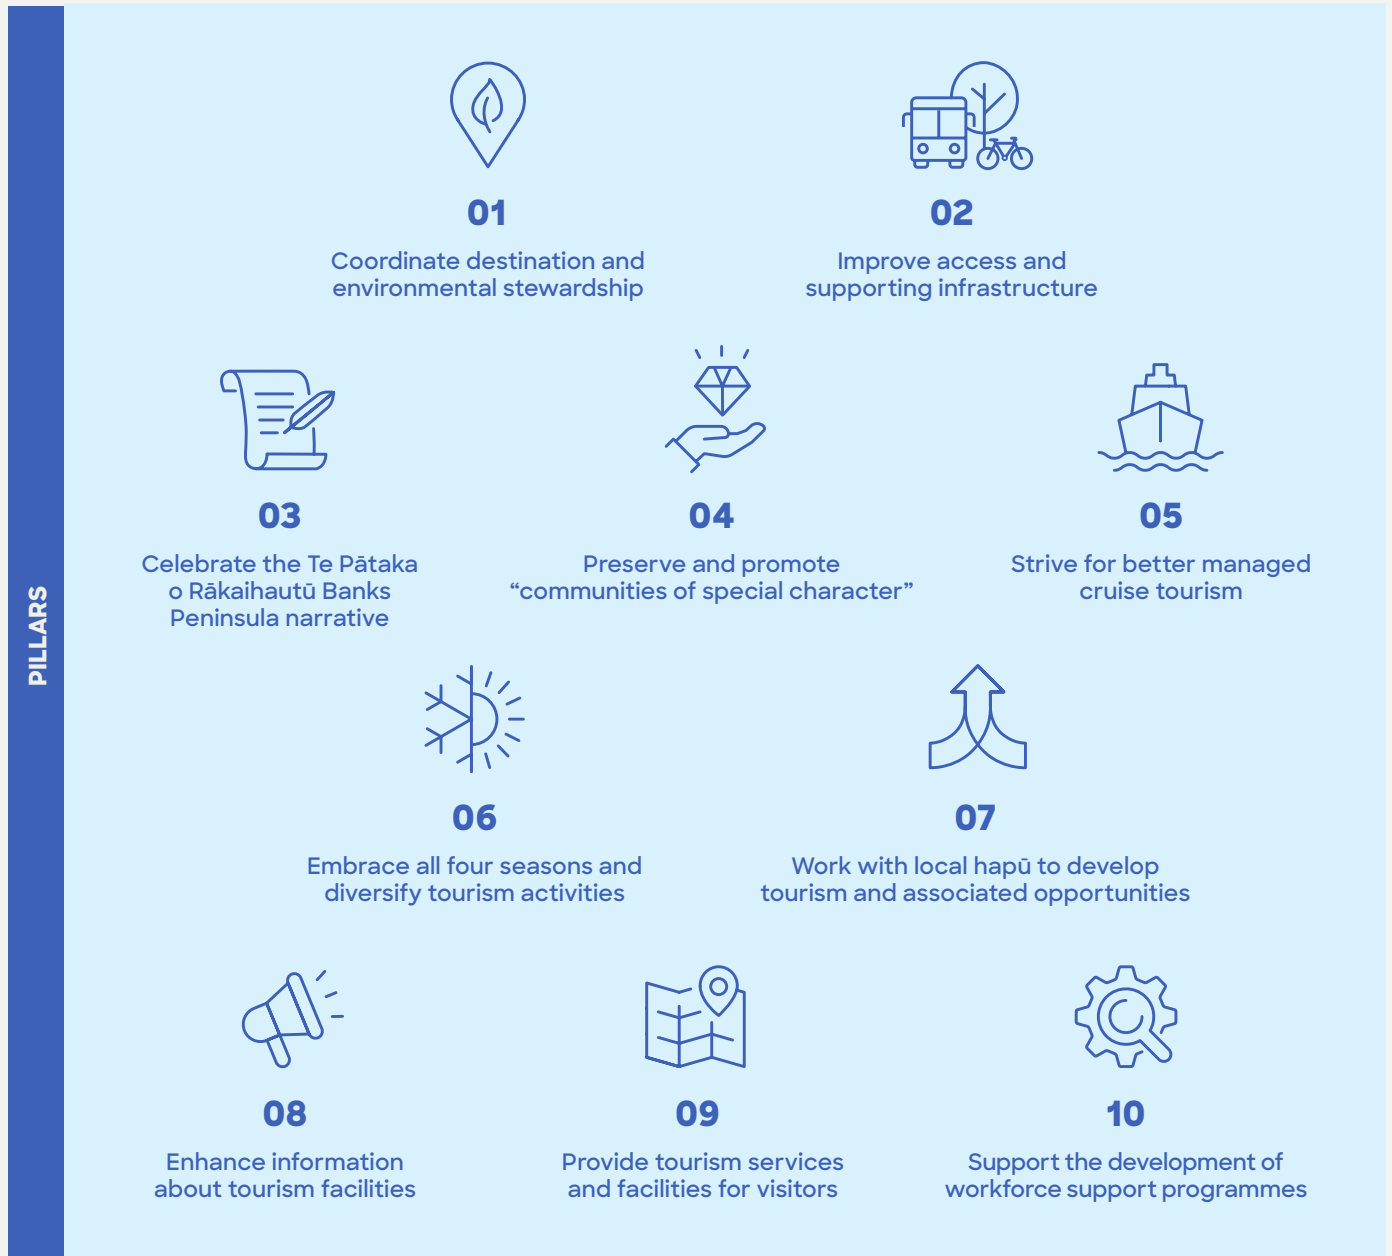 PILLARS
01
Coordinate destination and
environmental stewardship
02
Improve access and
supporting infrastructure
03
Celebrate the Te Pātaka
o Rākaihautū Banks
Peninsula narrative
04
Preserve and promote
“communities of special character”
05
Strive for better managed
cruise tourism
06
Embrace all four seasons and
diversify tourism activities
07
Work with local hapū to develop
tourism and associated opportunities
08
Enhance information
about tourism facilities
09
Provide tourism services
and facilities for visitors
10
Support the development of
workforce support programmes